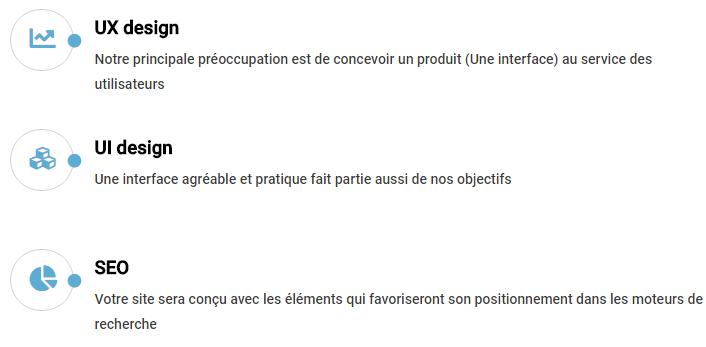 UX design
Notre principale préoccupation est de concevoir un produit (Une interface) au service des
utilisateurs
UI design
Une interface agréable et pratique fait partie aussi de nos objectifs
SEO
Votre site sera conçu avec les éléments qui favoriseront son positionnement dans les moteurs de
recherche